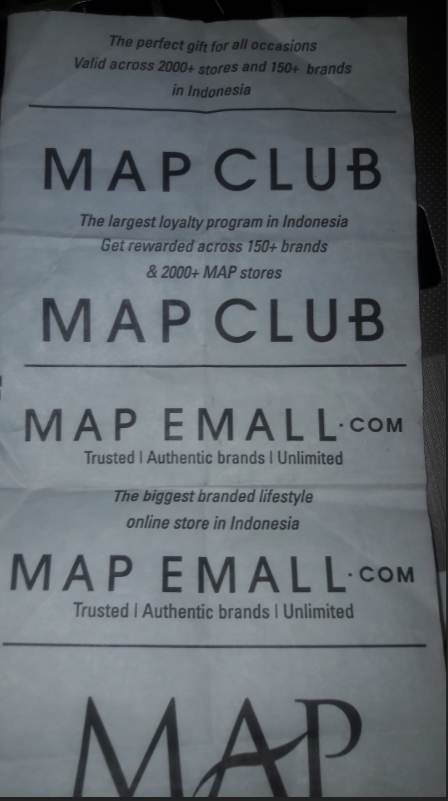 The perfect gift for all occasions
Valid across 2000+ stores and 150+ brands
in Indonesia
MAP CLUB
The largest loyalty program in Indonesia
Get rewarded across 150+ brands
& 2000+ MAP stores
MAP CLUB
MAP EMALL.COM
Trusted | Authentic brands | Unlimited
The biggest branded lifestyle
online store in Indonesia
MAP EMALL.COM
Trusted | Authentic brands | Unlimited
MAP